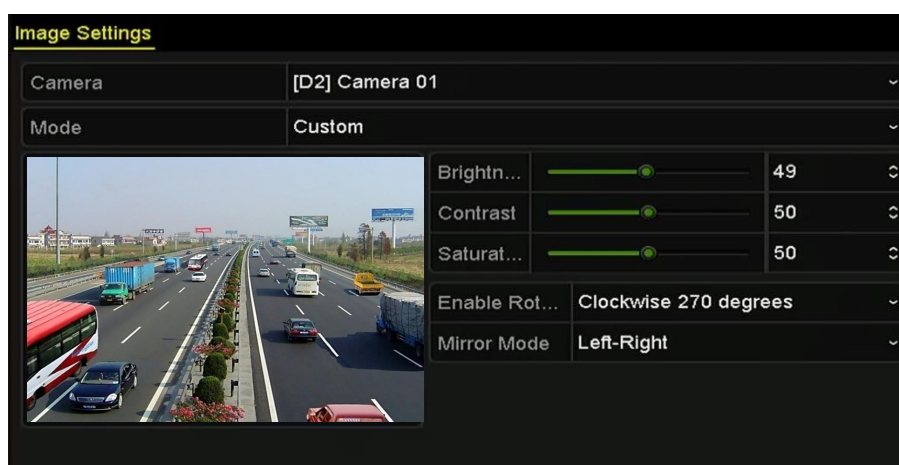 Image Settings
Camera [D2] Camera 01
Mode Custom
Brightn... 49
Contrast 50
Saturat... 50
Enable Rot... Clockwise 270 degrees
Mirror Mode Left-Right